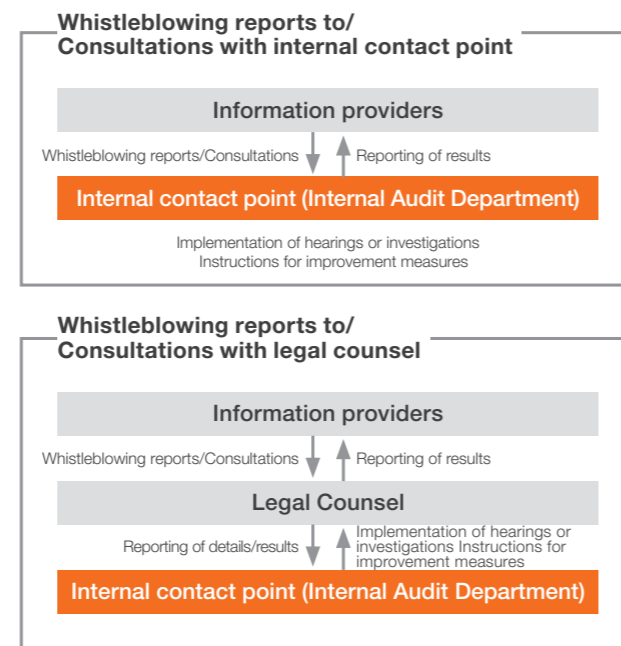 Whistleblowing reports to/
Consultations with internal contact point
Information providers
Whistleblowing reports/Consultations
Reporting of results
Internal contact point (Internal Audit Department)
Implementation of hearings or investigations
Instructions for improvement measures
Whistleblowing reports to/
Consultations with legal counsel
Information providers
Whistleblowing reports/Consultations
Reporting of results
Legal Counsel
Reporting of details/results
Implementation of hearings or
investigations Instructions for
improvement measures
Internal contact point (Internal Audit Department)